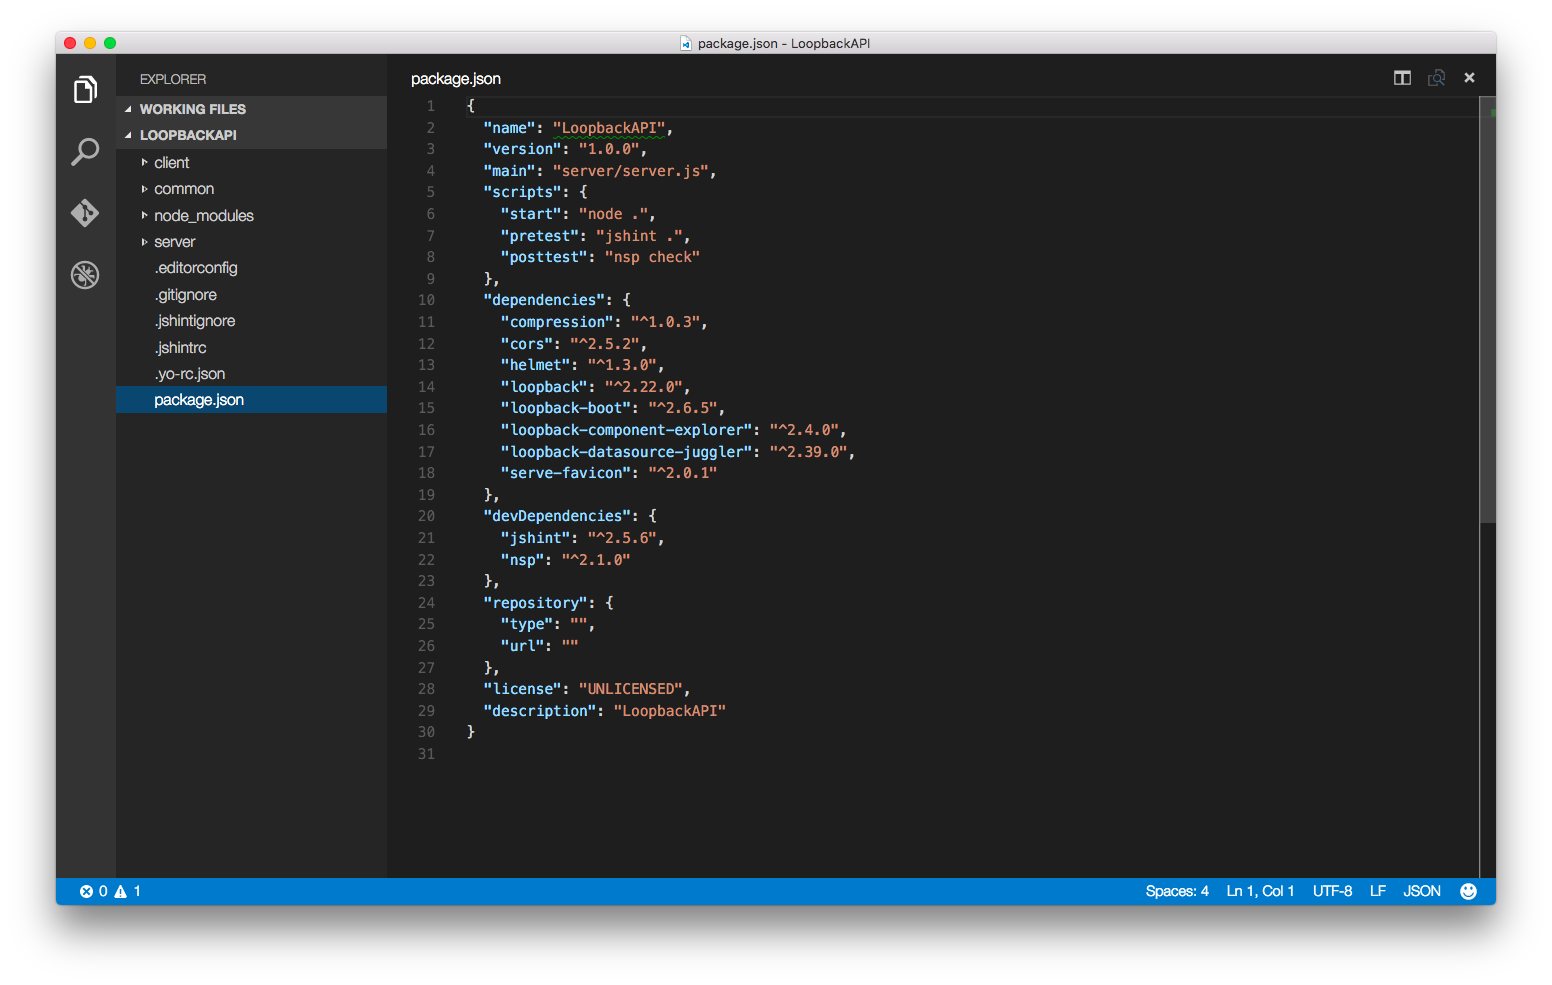 package.json - LoopbackAPI
EXPLORER
WORKING FILES
LOOPBACKAPI
client
common
node_modules
server
.editorconfig
.gitignore
.jshintignore
.jshintrc
.yo-rc.json
package.json
package.json
1 {
2 "name": "LoopbackAPI",
3 "version": "1.0.0",
4 "main": "server/server.js",
5 "scripts": {
6 "start": "node .",
7 "pretest": "jshint .",
8 "posttest": "nsp check"
9 },
10 "dependencies": {
11 "compression": "^1.0.3",
12 "cors": "^2.5.2",
13 "helmet": "^1.3.0",
14 "loopback": "^2.22.0",
15 "loopback-boot": "^2.6.5",
16 "loopback-component-explorer": "^2.4.0",
17 "loopback-datasource-juggler": "^2.39.0",
18 "serve-favicon": "^2.0.1"
19 },
20 "devDependencies": {
21 "jshint": "^2.5.6",
22 "nsp": "^2.1.0"
23 },
24 "repository": {
25 "type": "",
26 "url": ""
27 },
28 "license": "UNLICENSED",
29 "description": "LoopbackAPI"
30 }
31
0 1 Spaces: 4 Ln 1, Col 1 UTF-8 LF JSON